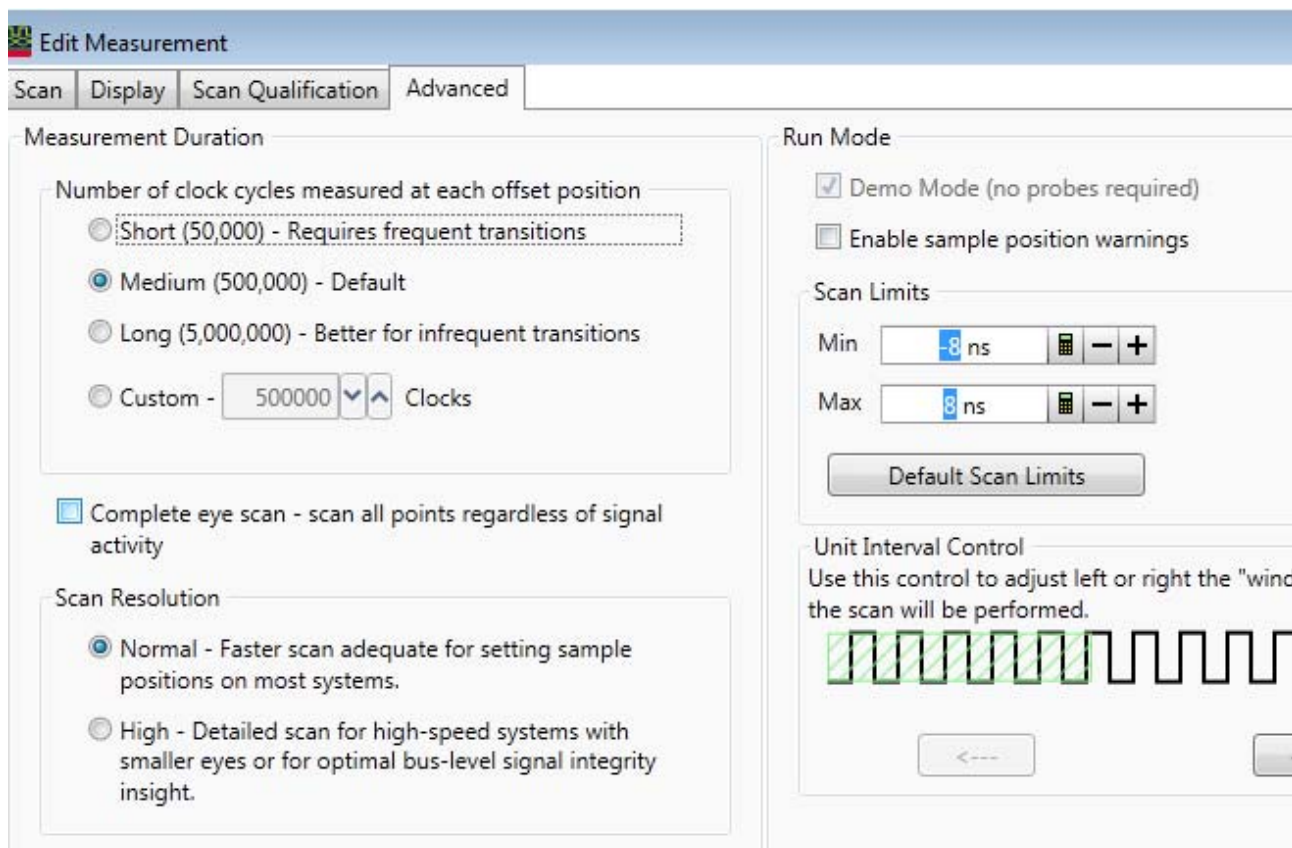 Edit Measurement
Scan Display Scan Qualification Advanced
Measurement Duration
Number of clock cycles measured at each offset position
Short (50,000) - Requires frequent transitions
Medium (500,000) - Default
Long (5,000,000) - Better for infrequent transitions
Custom - 500000 Clocks
Complete eye scan - scan all points regardless of signal
activity
Scan Resolution
Normal - Faster scan adequate for setting sample
positions on most systems.
High - Detailed scan for high-speed systems with
smaller eyes or for optimal bus-level signal integrity
insight.
Run Mode
Demo Mode (no probes required)
Enable sample position warnings
Scan Limits
Min -8 ns
Max 8 ns
Default Scan Limits
Unit Interval Control
Use this control to adjust left or right the "wind
the scan will be performed.
<---